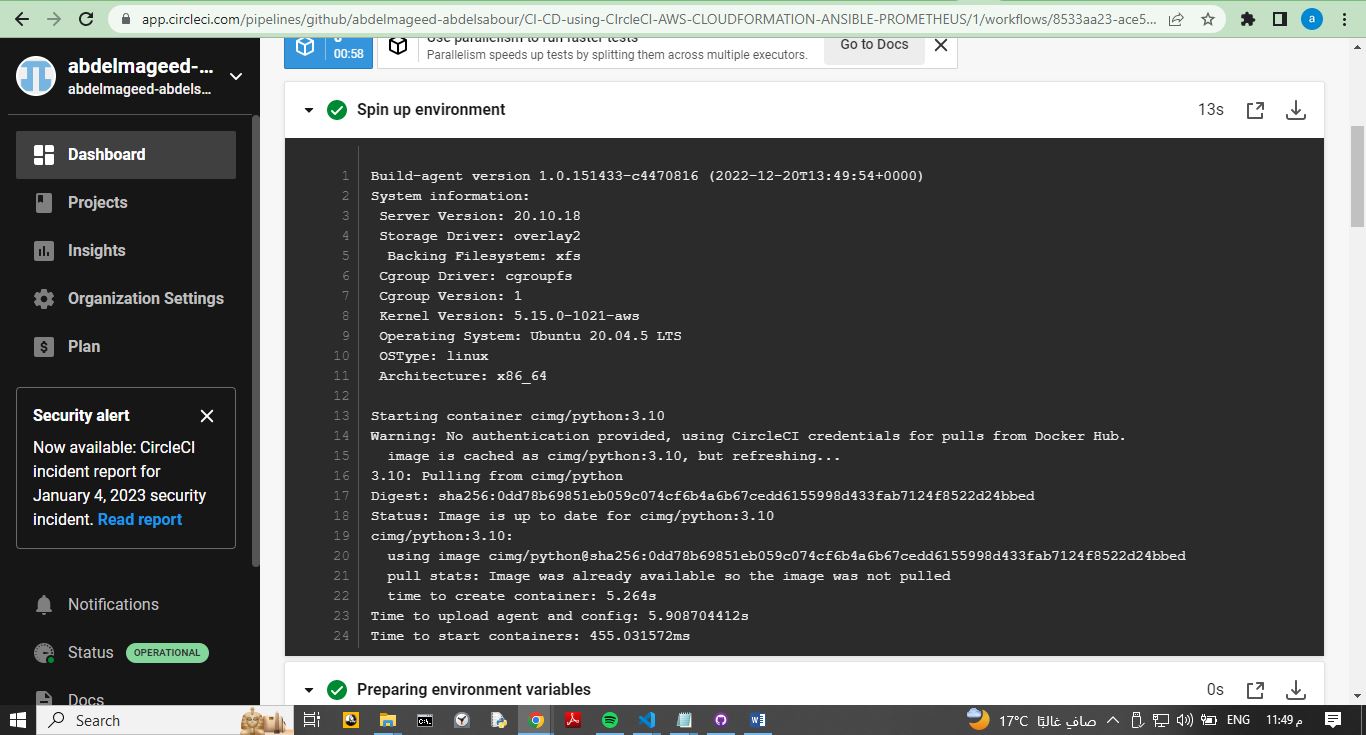 app.circleci.com/pipelines/github/abdelmageed-abdelsabour/CI-CD-using-CIrcleCI-AWS-CLOUDFORMATION-ANSIBLE-PROMETHEUS/1/workflows/8533aa23-ace5...
a
abdelmageed-...
abdelmageed-abdels...
Dashboard
Projects
Insights
Organization Settings
Plan
Security alert
Now available: CircleCI
incident report for
January 4, 2023 security
incident. Read report
Notifications
Status OPERATIONAL
Docs
00:58
Use parallelism to run faster tests
Parallelism speeds up tests by splitting them across multiple executors.
Go to Docs
Spin up environment
13s
1 Build-agent version 1.0.151433-c4470816 (2022-12-20T13:49:54+0000)
2 System information:
3 Server Version: 20.10.18
4 Storage Driver: overlay2
5 Backing Filesystem: xfs
6 Cgroup Driver: cgroupfs
7 Cgroup Version: 1
8 Kernel Version: 5.15.0-1021-aws
9 Operating System: Ubuntu 20.04.5 LTS
10 OSType: linux
11 Architecture: x86_64
12
13 Starting container cimg/python:3.10
14 Warning: No authentication provided, using CircleCI credentials for pulls from Docker Hub.
15 image is cached as cimg/python:3.10, but refreshing...
16 3.10: Pulling from cimg/python
17 Digest: sha256:0dd78b69851eb059c074cf6b4a6b67cedd6155998d433fab7124f8522d24bbed
18 Status: Image is up to date for cimg/python:3.10
19 cimg/python:3.10:
20 using image cimg/python@sha256:0dd78b69851eb059c074cf6b4a6b67cedd6155998d433fab7124f8522d24bbed
21 pull stats: Image was already available so the image was not pulled
22 time to create container: 5.264s
23 Time to upload agent and config: 5.908704412s
24 Time to start containers: 455.031572ms
Preparing environment variables
0s
Search
17°C صافٍ غالبًا
ENG
11:49 م